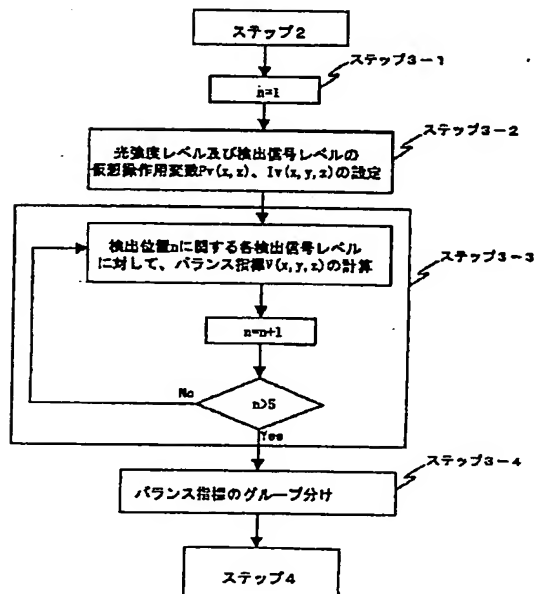 ステップ2
ステップ3-1
n=1
ステップ3-2
光強度レベル及び検出信号レベルの
仮想操作用変数Pv(x,z)、Iv(x,y,z)の設定
ステップ3-3
検出位置nに関する各検出信号レベル
に対して、バランス指標V(x,y,z)の計算
n=n+1
No
n>5
Yes
ステップ3-4
バランス指標のグループ分け
ステップ4